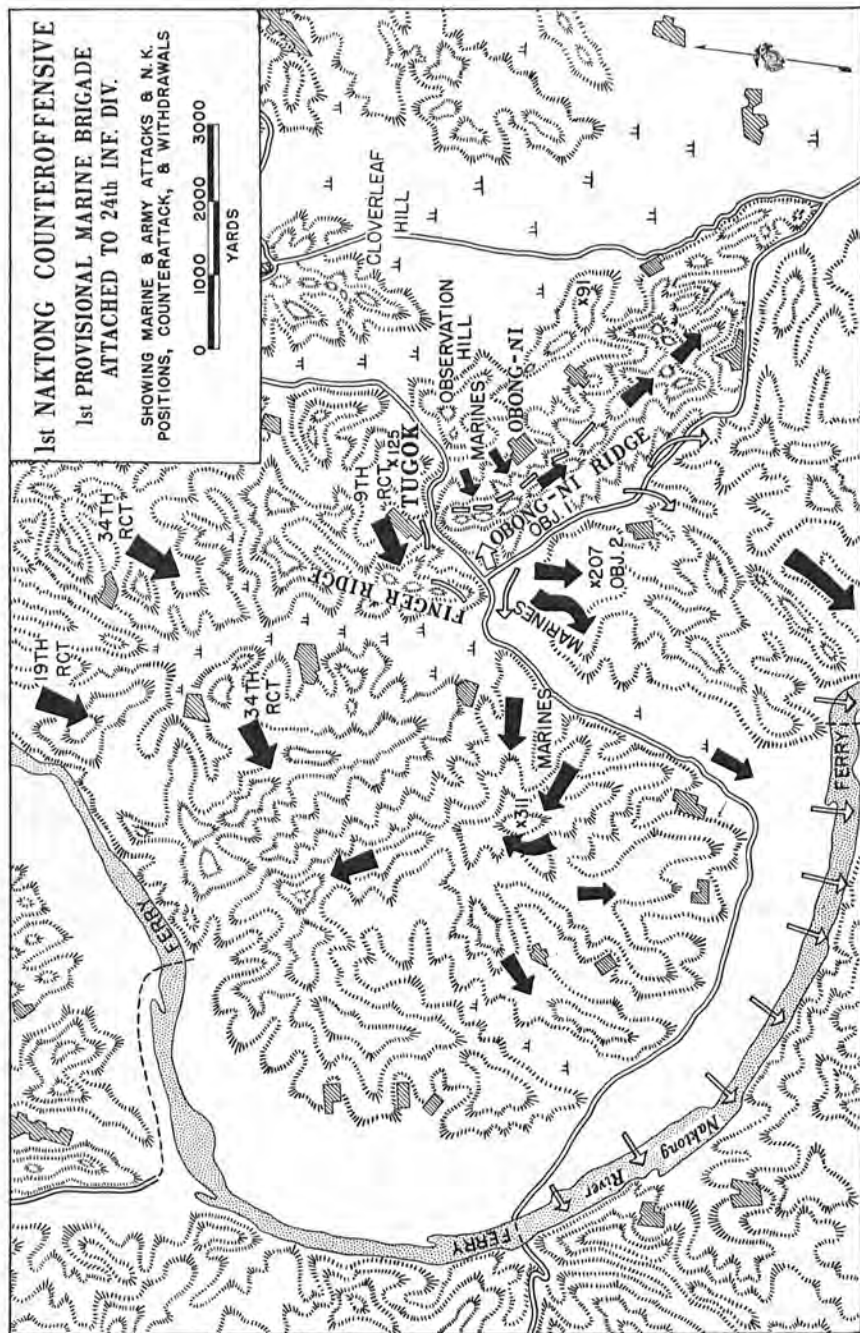 1st NAKTONG COUNTEROFFENSIVE
1st PROVISIONAL MARINE BRIGADE
ATTACHED TO 24th INF. DIV.
SHOWING MARINE & ARMY ATTACKS & N.K.
POSITIONS, COUNTERATTACK, & WITHDRAWALS
0 1000 2000 3000
YARDS
19TH
RCT
34TH
RCT
34TH
RCT
CLOVERLEAF
HILL
9TH
RCT
x125
TUGOK
OBSERVATION
HILL
MARINES
OBONG-NI
x91
FINGER RIDGE
OBONG-NI RIDGE
OBJ. 1
x207
OBJ. 2
MARINES
MARINES
x311
FERRY
FERRY
FERRY
FERRY
Naktong
River